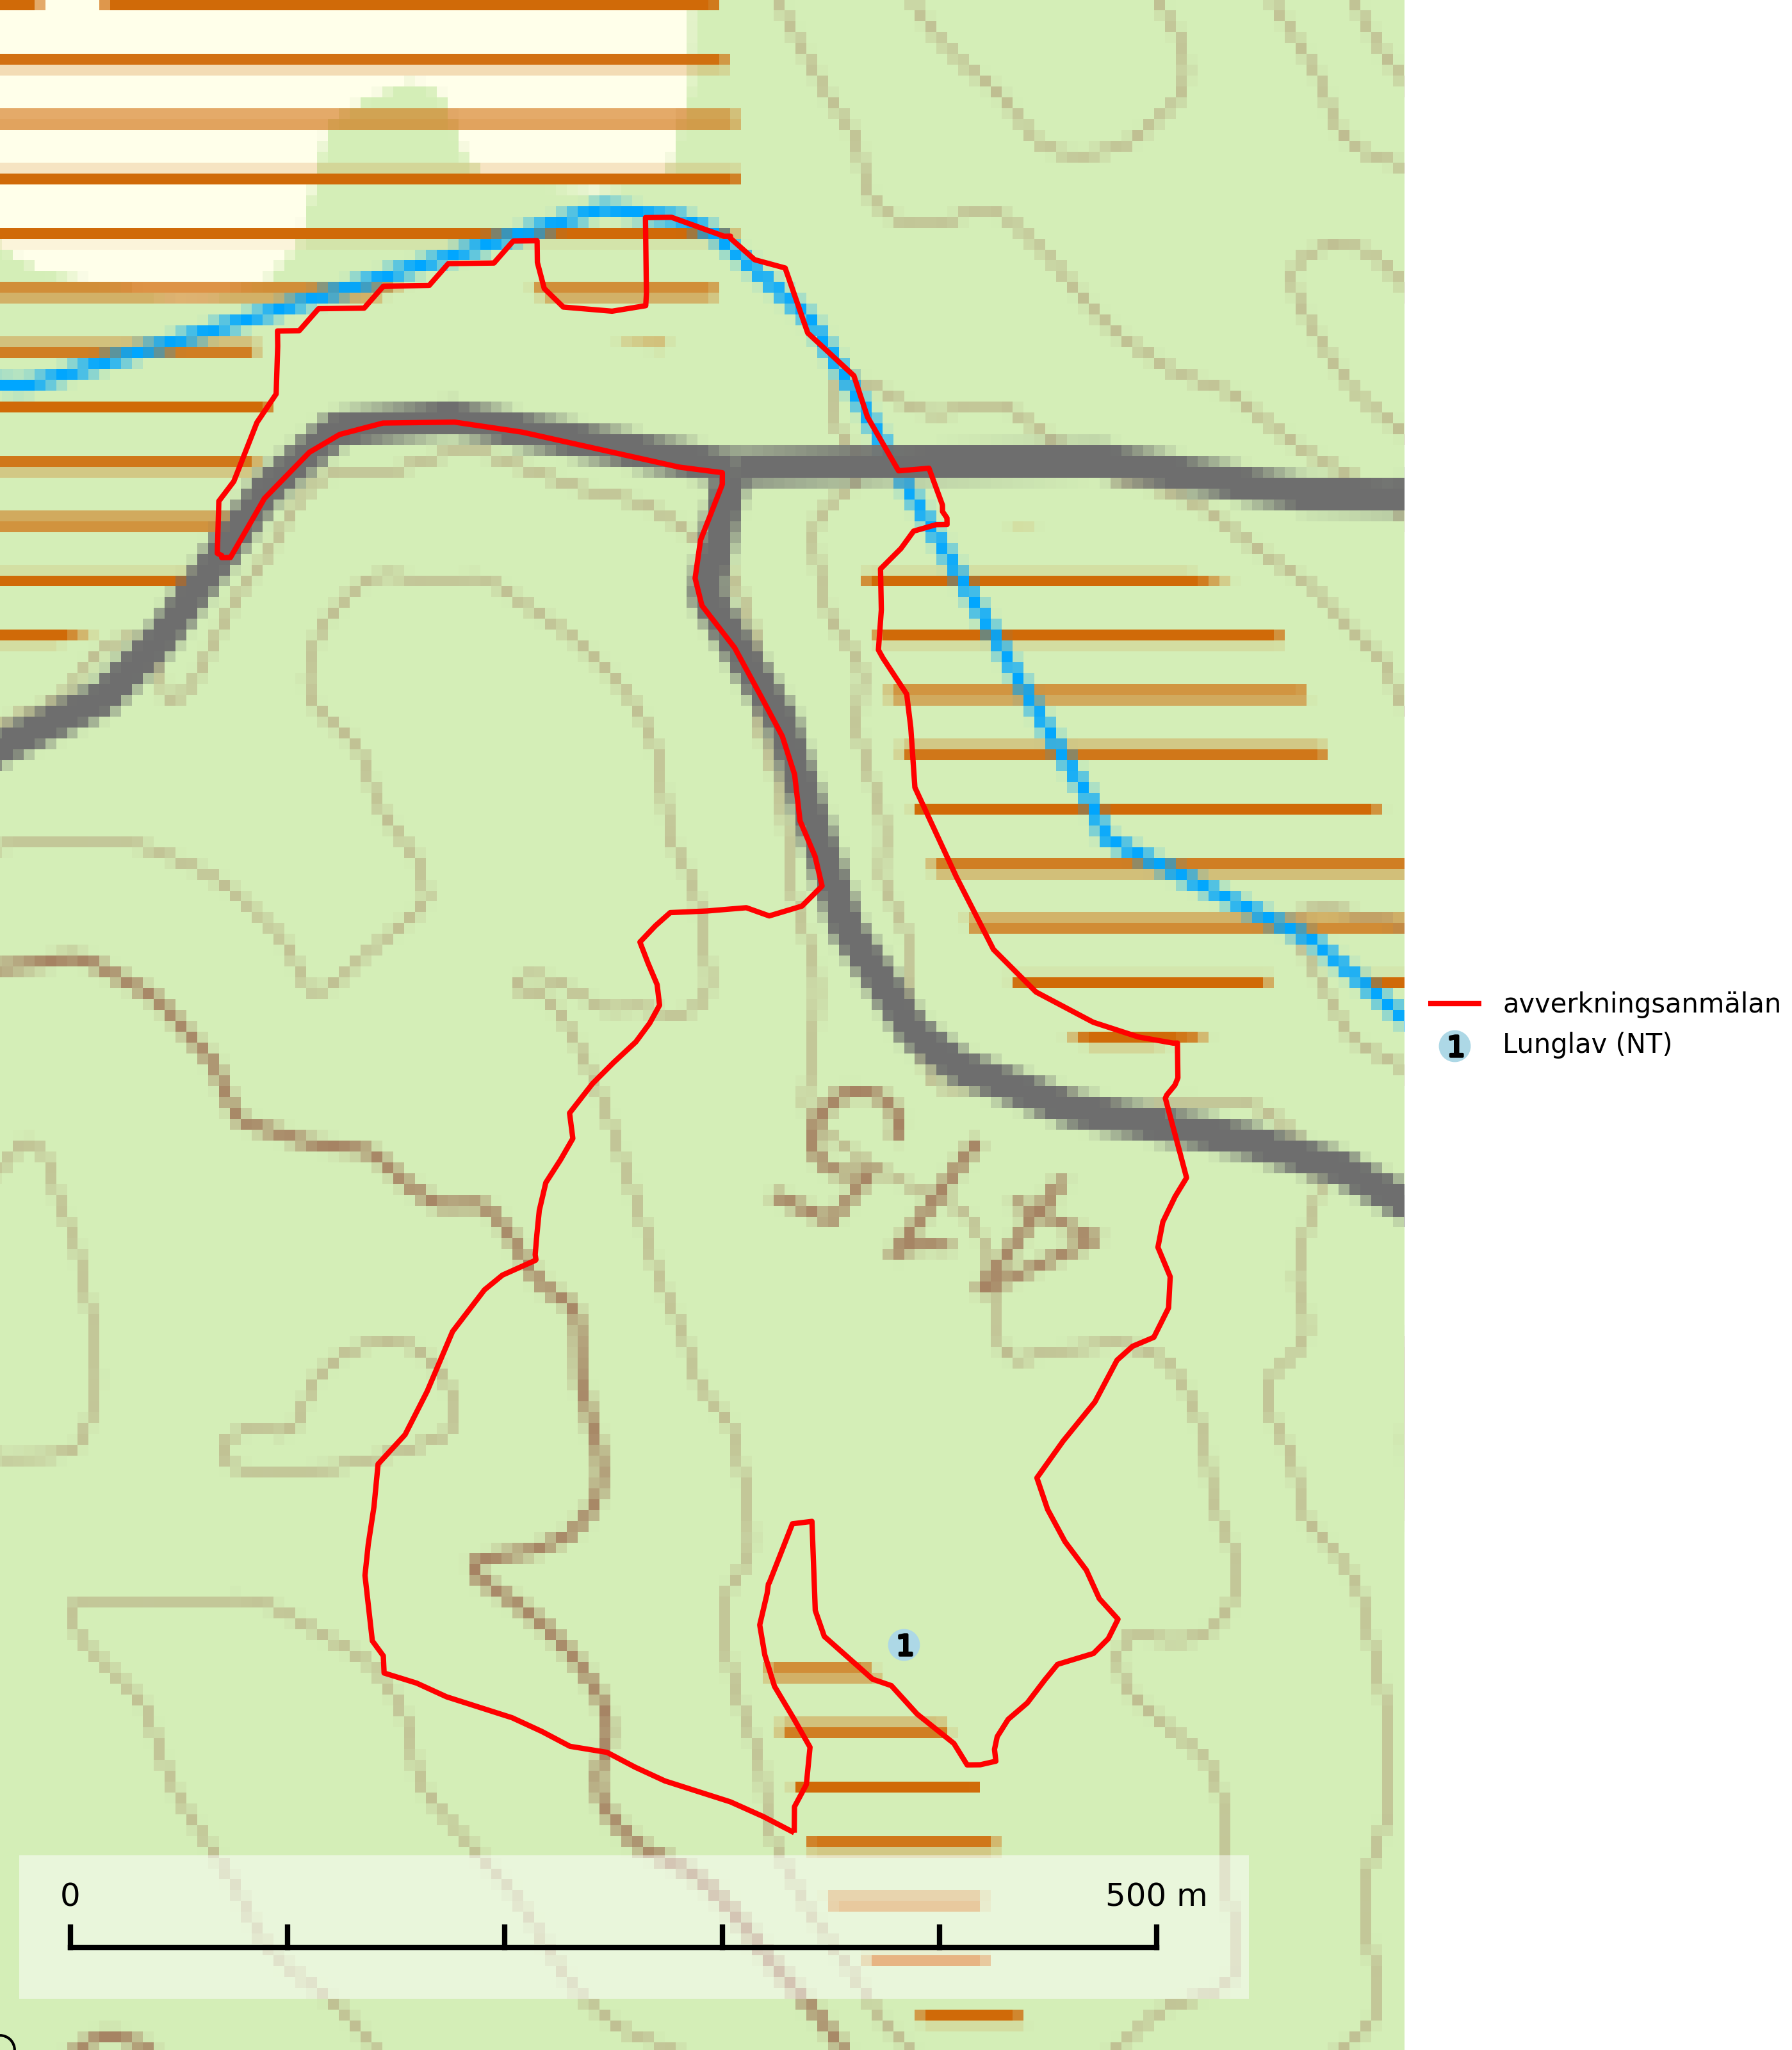 avverkningsanmälan
1 Lunglav (NT)
1
0 500 m